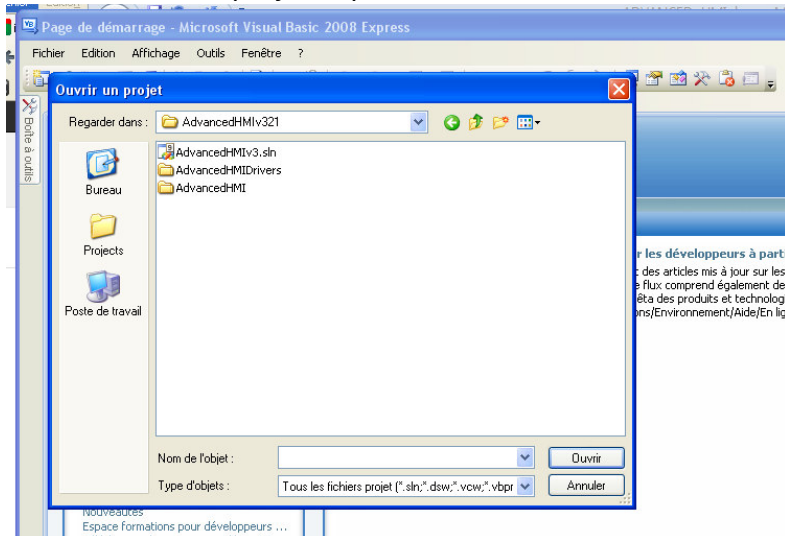 Page de démarrage - Microsoft Visual Basic 2008 Express
Fichier Edition Affichage Outils Fenêtre ?
Ouvrir un projet
Boîte à outils
Regarder dans : AdvancedHMIv321
AdvancedHMIv3.sln
AdvancedHMIDrivers
AdvancedHMI
Bureau
Projects
Poste de travail
r les développeurs à part
des articles mis à jour sur les
flux comprend également de
êta des produits et technolog
ons/Environnement/Aide/En lig
Nom de l'objet :
Ouvrir
Type d'objets : Tous les fichiers projet (*.sln;*.dsw;*.vcw;*.vbpr
Annuler
Nouveautés
Espace formations pour développeurs ...